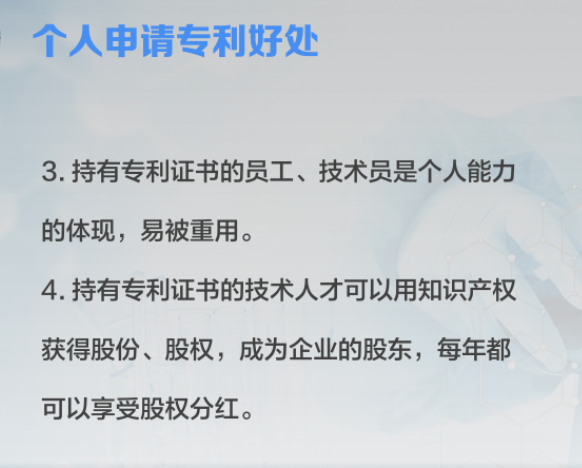 个人申请专利好处
3. 持有专利证书的员工、技术员是个人能力
的体现，易被重用。
4. 持有专利证书的技术人才可以用知识产权
获得股份、股权，成为企业的股东，每年都
可以享受股权分红。